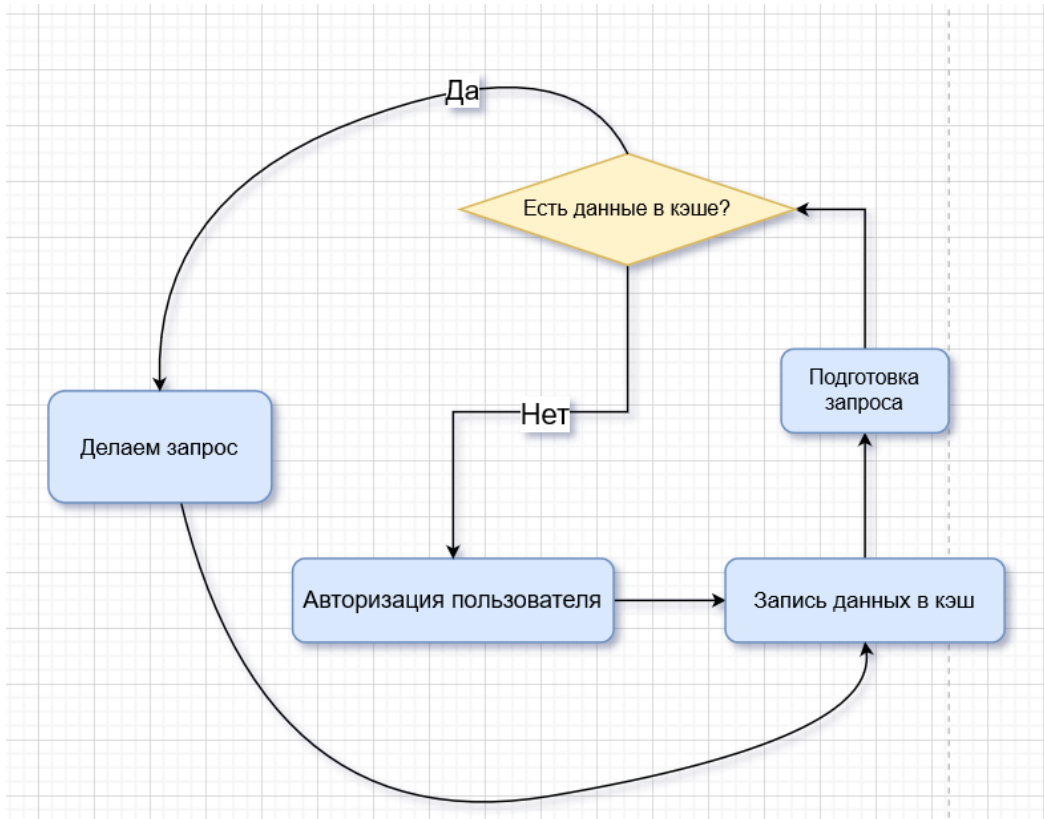 Да
Есть данные в кэше?
Подготовка
запроса
Нет
Делаем запрос
Авторизация пользователя
Запись данных в кэш